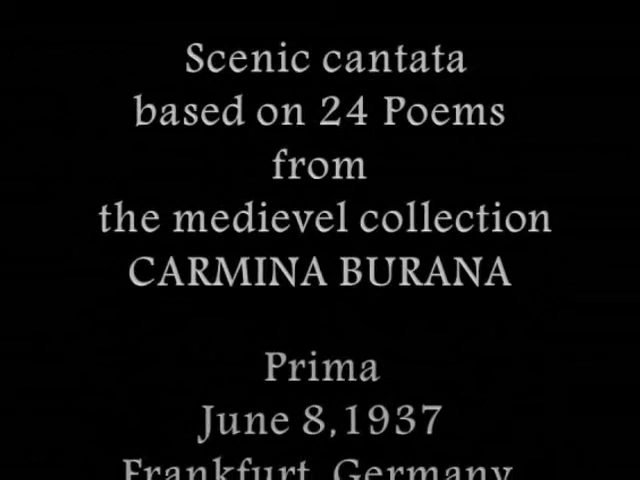 Scenic cantata
based on 24 Poems
from
the medievel collection
CARMINA BURANA
Prima
June 8,1937
Frankfurt, Germany